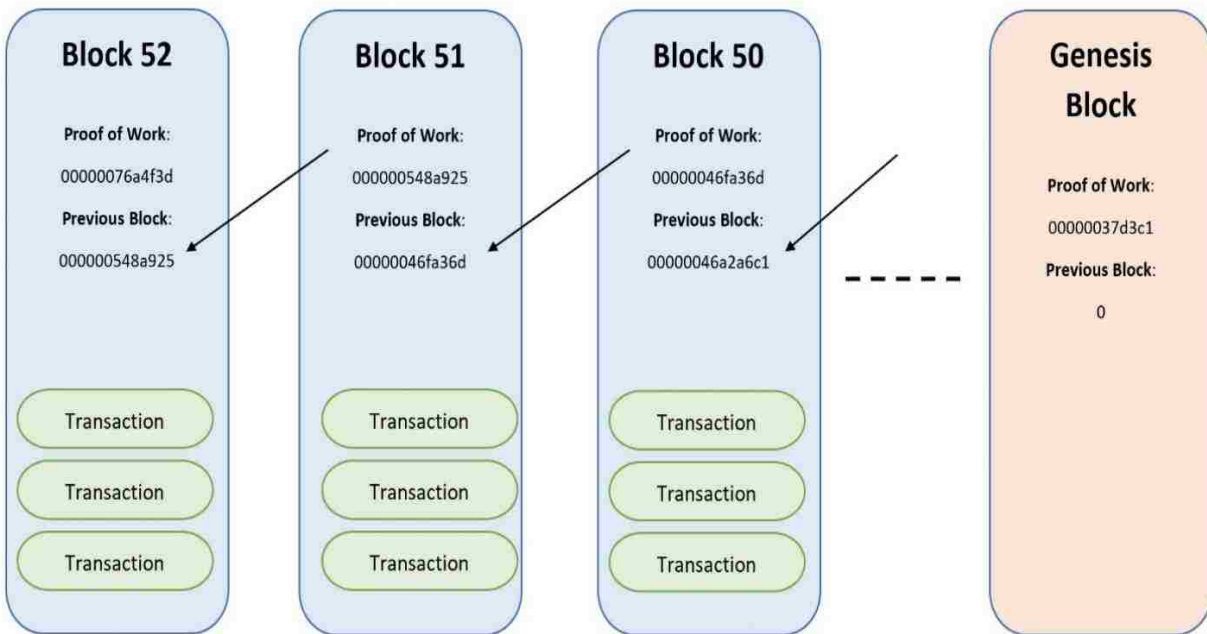 Block 52
Proof of Work:
00000076a4f3d
Previous Block:
000000548a925
Transaction
Transaction
Transaction
Block 51
Proof of Work:
000000548a925
Previous Block:
00000046fa36d
Transaction
Transaction
Transaction
Block 50
Proof of Work:
00000046fa36d
Previous Block:
00000046a2a6c1
Transaction
Transaction
Transaction
Genesis
Block
Proof of Work:
00000037d3c1
Previous Block:
0